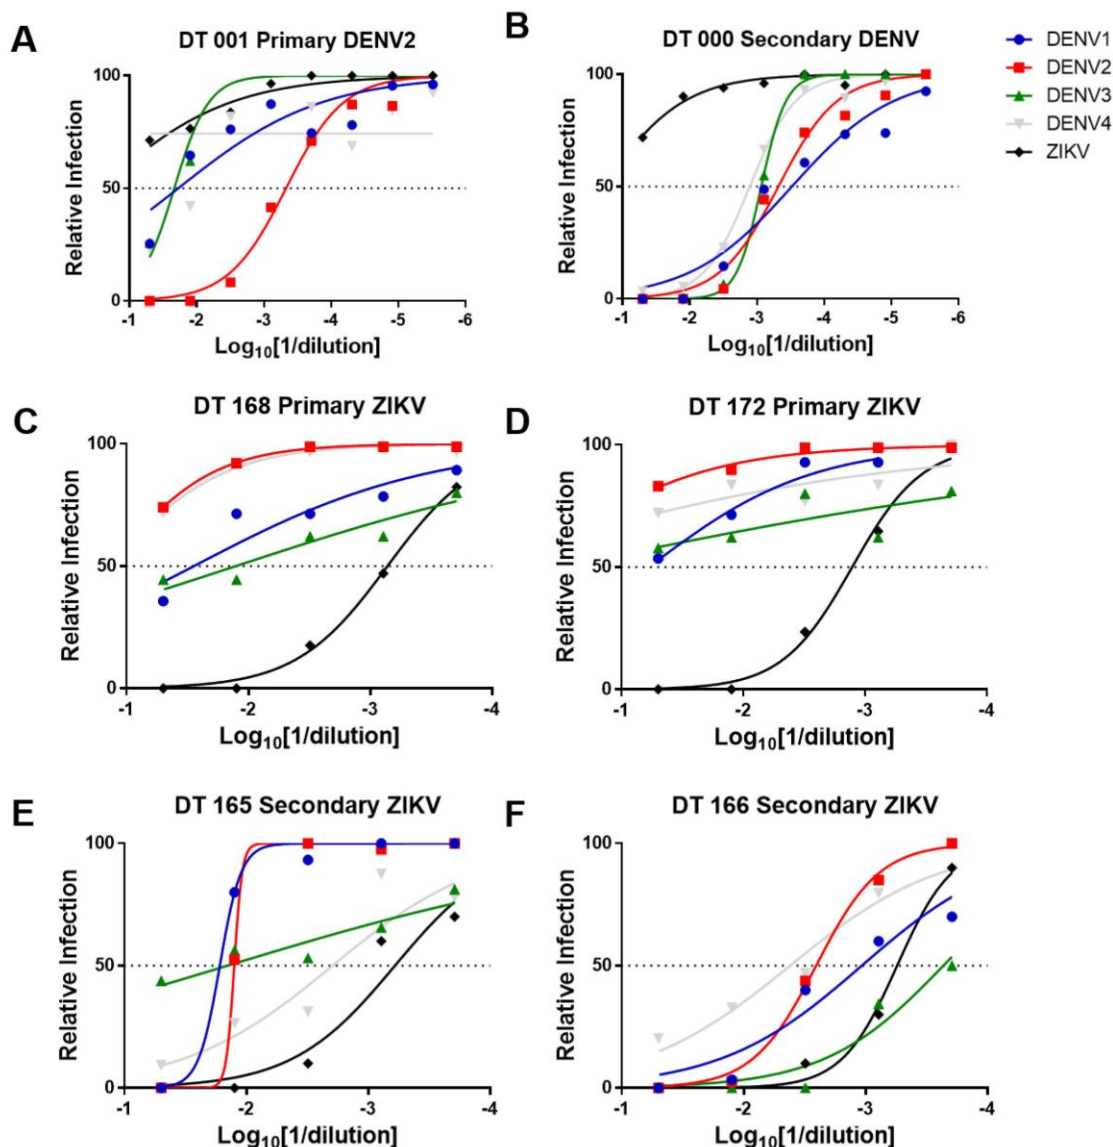 A
DT 001 Primary DENV2
Relative Infection
100
50
0
-1 -2 -3 -4 -5 -6
Log10[1/dilution]
B
DT 000 Secondary DENV
Relative Infection
100
50
0
-1 -2 -3 -4 -5 -6
Log10[1/dilution]
DENV1
DENV2
DENV3
DENV4
ZIKV
C
DT 168 Primary ZIKV
Relative Infection
100
50
0
-1 -2 -3 -4
Log10[1/dilution]
D
DT 172 Primary ZIKV
Relative Infection
100
50
0
-1 -2 -3 -4
Log10[1/dilution]
E
DT 165 Secondary ZIKV
Relative Infection
100
50
0
-1 -2 -3 -4
Log10[1/dilution]
F
DT 166 Secondary ZIKV
Relative Infection
100
50
0
-1 -2 -3 -4
Log10[1/dilution]